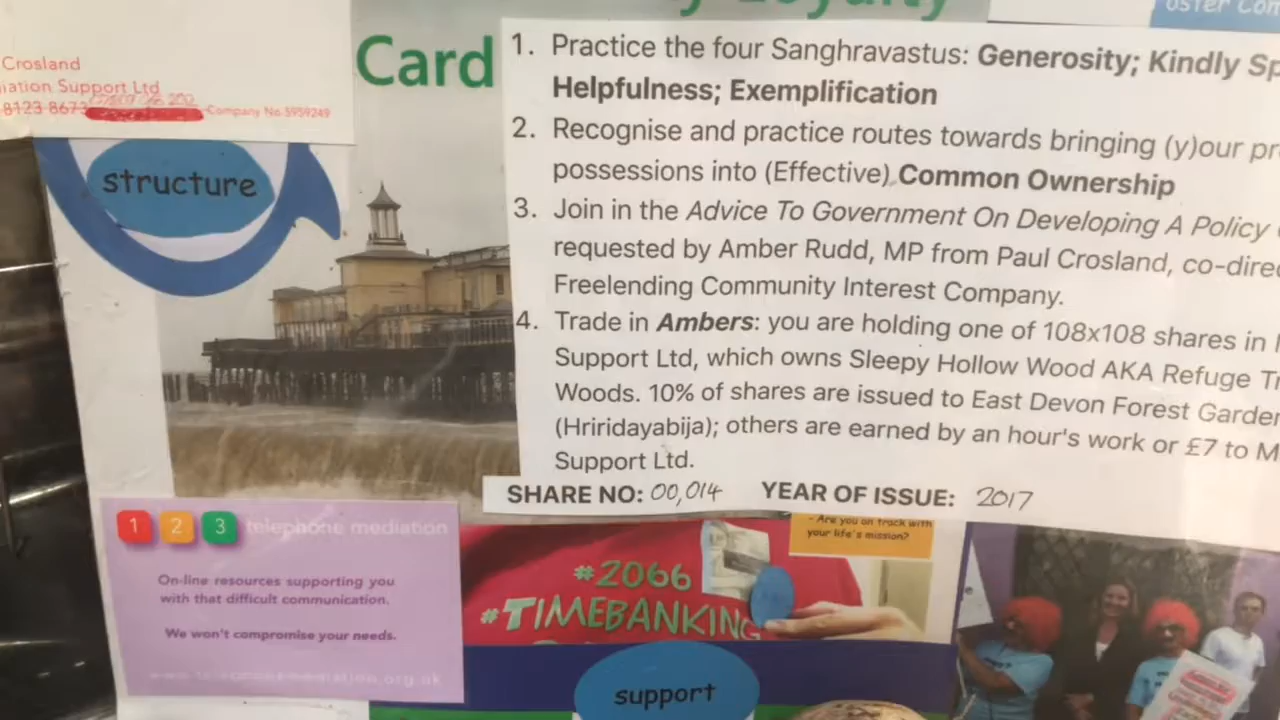 Loyalty
Card
Crosland
iation Support Ltd
8123 8673
Company No 5959249
structure
1. Practice the four Sanghravastus: Generosity; Kindly Sp
Helpfulness; Exemplification
2. Recognise and practice routes towards bringing (y)our pr
possessions into (Effective) Common Ownership
3. Join in the Advice To Government On Developing A Policy
requested by Amber Rudd, MP from Paul Crosland, co-direc
Freelending Community Interest Company.
4. Trade in Ambers: you are holding one of 108x108 shares in
Support Ltd, which owns Sleepy Hollow Wood AKA Refuge Tr
Woods. 10% of shares are issued to East Devon Forest Garden
(Hriridayabija); others are earned by an hour's work or £7 to M
Support Ltd.
SHARE NO: 00,014 YEAR OF ISSUE: 2017
1 2 3 telephone mediation
On-line resources supporting you
with that difficult communication.
We won't compromise your needs.
www.telephonemediation.org.uk
- Are you on track with
your life's mission?
#2066
#TIMEBANKING
support